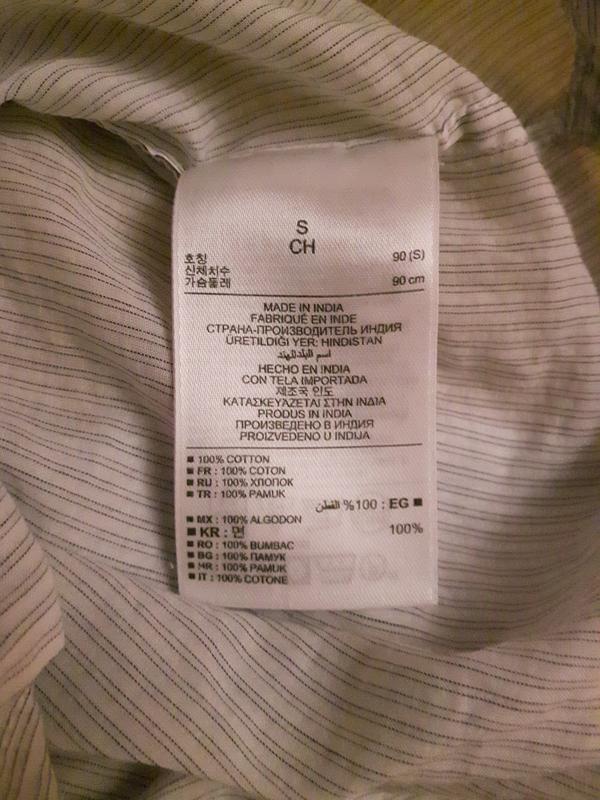 S
CH
호칭 90 (S)
신체치수
가슴둘레 90 cm
MADE IN INDIA
FABRIQUÉ EN INDE
СТРАНА-ПРОИЗВОДИТЕЛЬ ИНДИЯ
ÜRETILDIĞI YER: HINDISTAN
اسم البلد:الهند
HECHO EN INDIA
CON TELA IMPORTADA
제조국 인도
ΚΑΤΑΣΚΕΥΑΖΕΤΑΙ ΣΤΗΝ ΙΝΔΙΑ
PRODUS IN INDIA
ПРОИЗВЕДЕНО В ИНДИЯ
PROIZVEDENO U INDIJA
■ 100% COTTON
■ FR : 100% COTON
■ RU : 100% ХЛОПОК
■ TR : 100% PAMUK
■ EG : 100% القطن
■ MX : 100% ALGODON
■ KR : 면 100%
■ RO : 100% BUMBAC
■ BG : 100% ПАМУК
■ HR : 100% PAMUK
■ IT : 100% COTONE